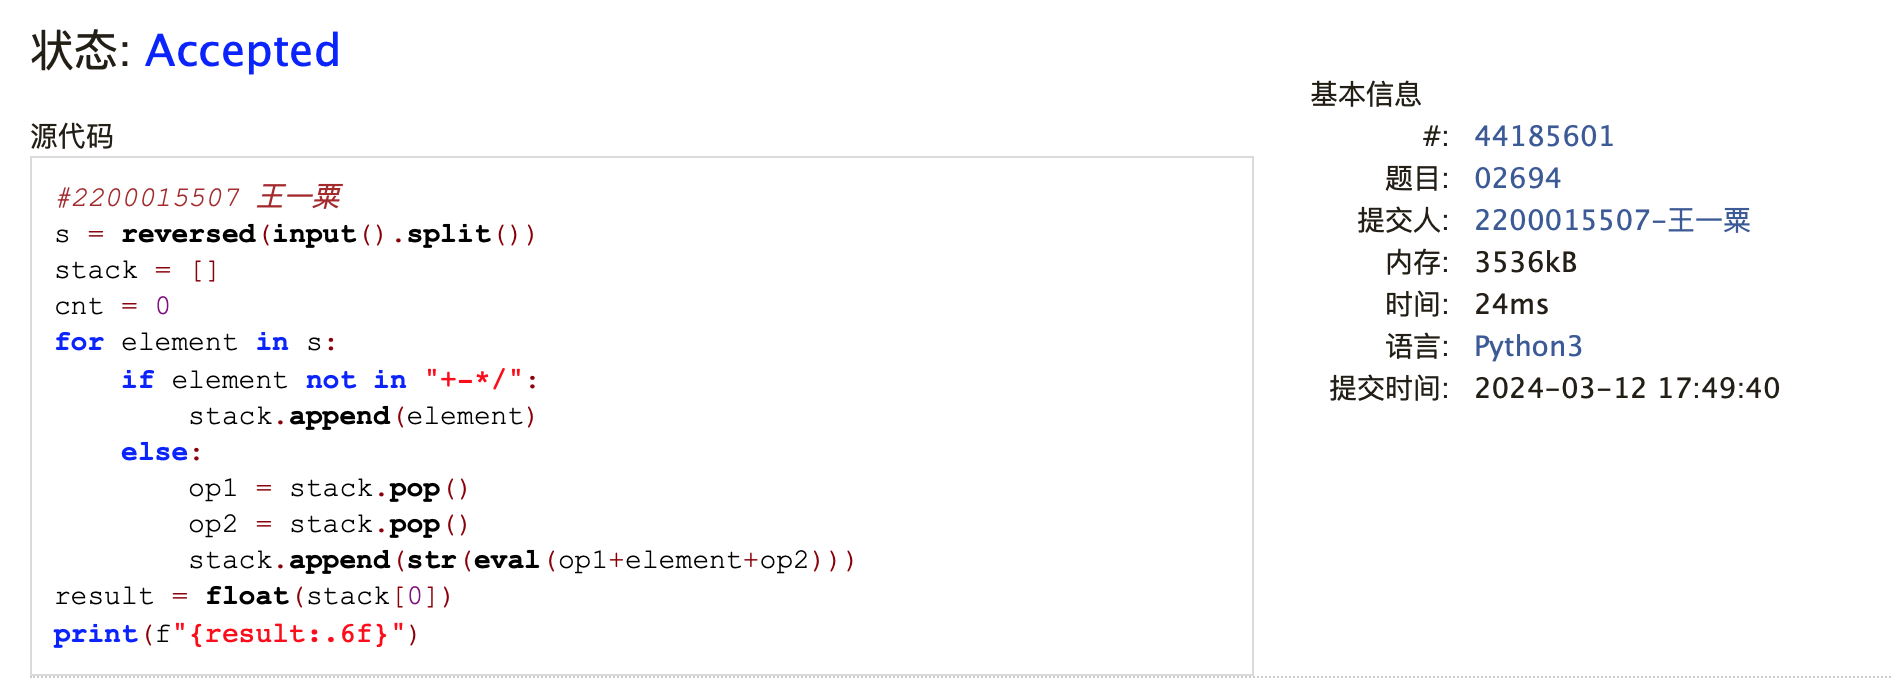 状态: Accepted
源代码
#2200015507 王一粟
s = reversed(input().split())
stack = []
cnt = 0
for element in s:
    if element not in "+-*/":
        stack.append(element)
    else:
        op1 = stack.pop()
        op2 = stack.pop()
        stack.append(str(eval(op1+element+op2)))
result = float(stack[0])
print(f"{result:.6f}")
基本信息
#: 44185601
题目: 02694
提交人: 2200015507-王一粟
内存: 3536kB
时间: 24ms
语言: Python3
提交时间: 2024-03-12 17:49:40